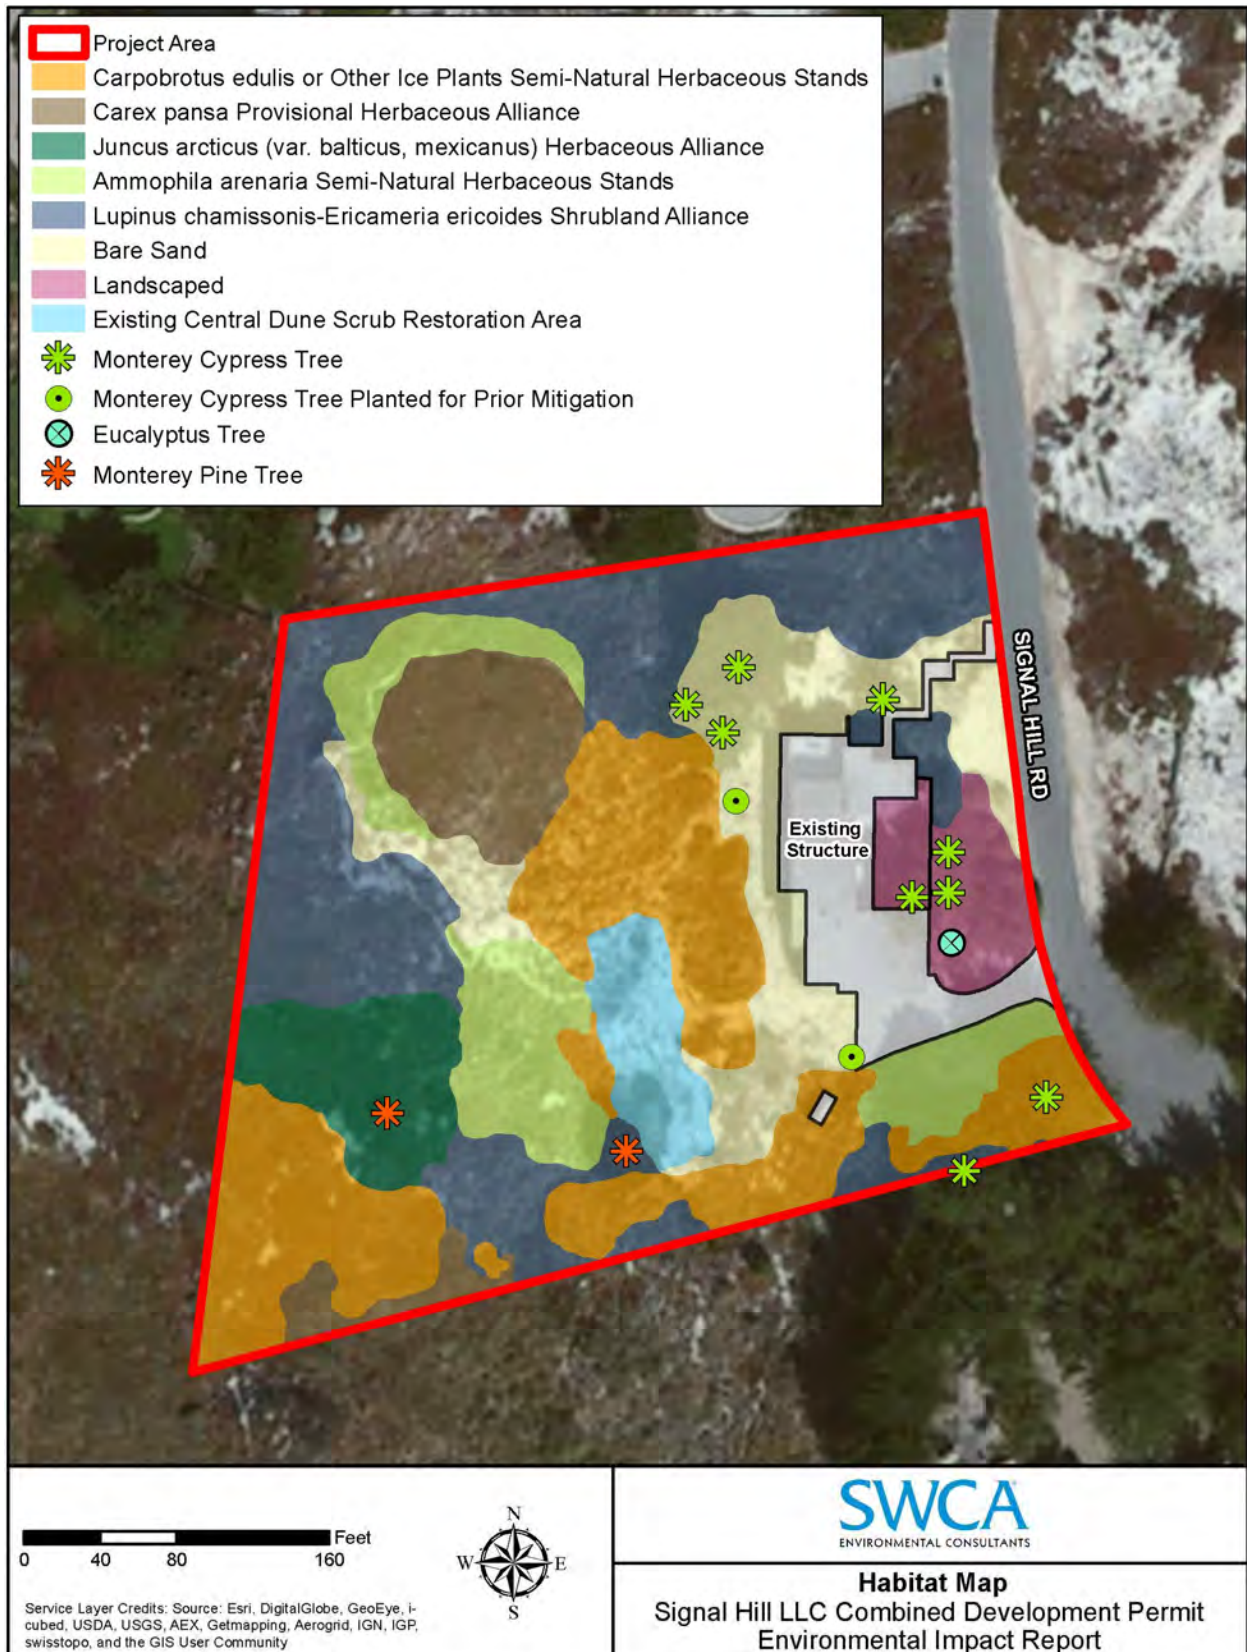 Project Area
Carpobrotus edulis or Other Ice Plants Semi-Natural Herbaceous Stands
Carex pansa Provisional Herbaceous Alliance
Juncus arcticus (var. balticus, mexicanus) Herbaceous Alliance
Ammophila arenaria Semi-Natural Herbaceous Stands
Lupinus chamissonis-Ericameria ericoides Shrubland Alliance
Bare Sand
Landscaped
Existing Central Dune Scrub Restoration Area
Monterey Cypress Tree
Monterey Cypress Tree Planted for Prior Mitigation
Eucalyptus Tree
Monterey Pine Tree
SIGNAL HILL RD
Existing
Structure
Feet
0 40 80 160
N
W E
S
Service Layer Credits: Source: Esri, DigitalGlobe, GeoEye, i-
cubed, USDA, USGS, AEX, Getmapping, Aerogrid, IGN, IGP,
swisstopo, and the GIS User Community
SWCA
ENVIRONMENTAL CONSULTANTS
Habitat Map
Signal Hill LLC Combined Development Permit
Environmental Impact Report